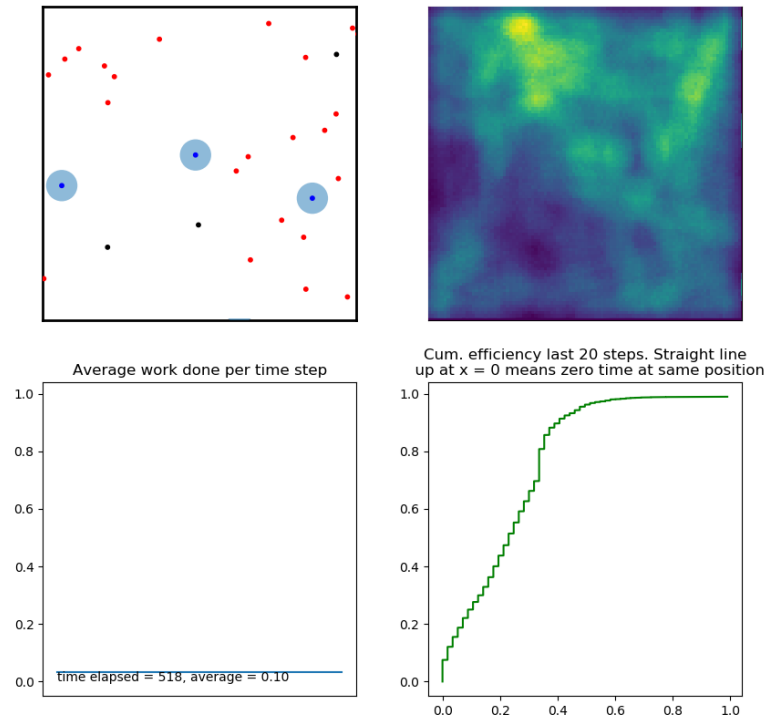 Average work done per time step
Cum. efficiency last 20 steps. Straight line
up at x = 0 means zero time at same position
1.0
0.8
0.6
0.4
0.2
0.0
time elapsed = 518, average = 0.10
1.0
0.8
0.6
0.4
0.2
0.0
0.0 0.2 0.4 0.6 0.8 1.0